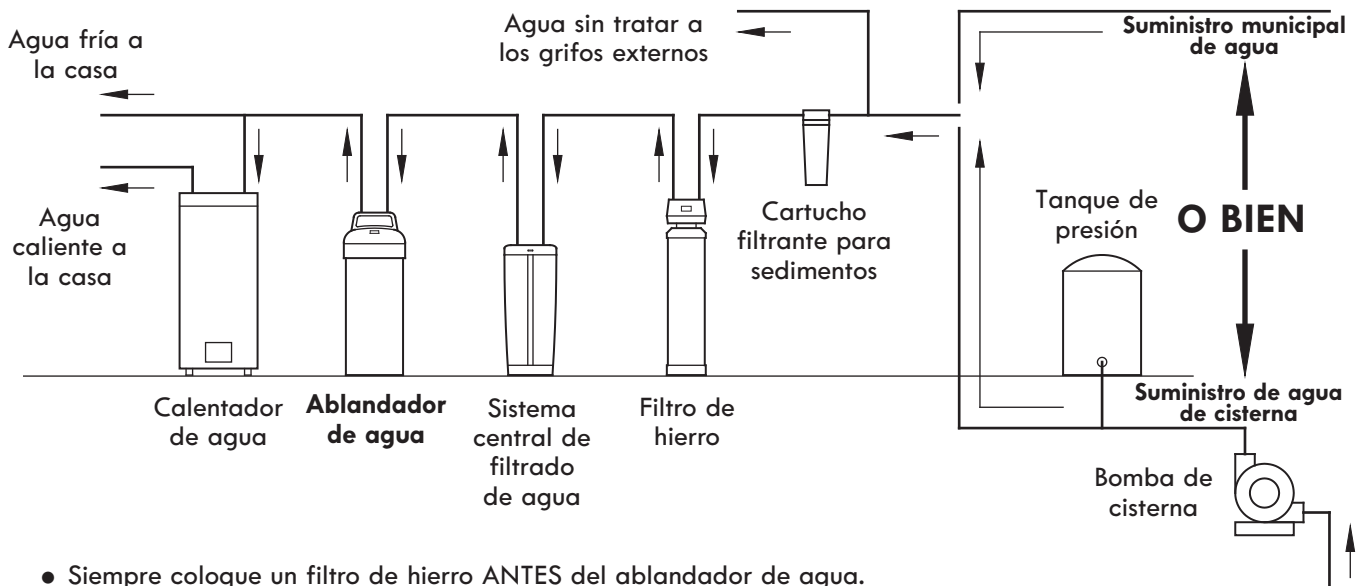 Agua fría a
la casa
Agua sin tratar a
los grifos externos
Suministro municipal
de agua
Agua
caliente a
la casa
Cartucho
filtrante para
sedimentos
Tanque de
presión
O BIEN
Calentador
de agua
Ablandador
de agua
Sistema
central de
filtrado
de agua
Filtro de
hierro
Suministro de agua
de cisterna
Bomba de
cisterna
● Siempre coloque un filtro de hierro ANTES del ablandador de agua.